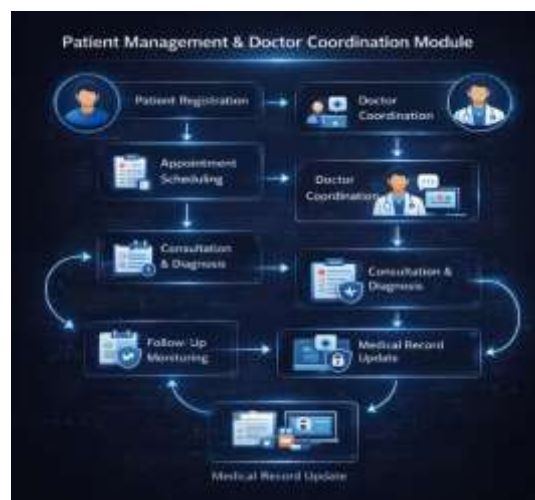 Patient Management & Doctor Coordination Module
Patient Registration
Doctor
Coordination
Appointment
Scheduling
Doctor
Coordination
Consultation
& Diagnosis
Consultation &
Diagnosis
Follow-Up
Monitoring
Medical Record
Update
Medical Record Update